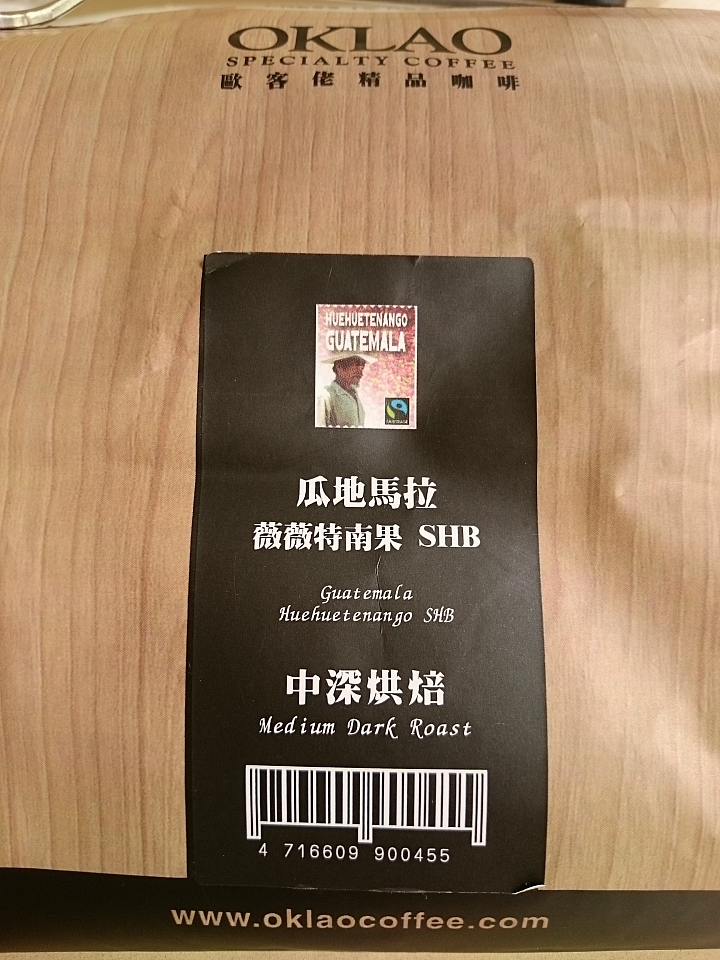 OKLAO
SPECIALTY COFFEE
歐客佬精品咖啡
HUEHUETENANGO
GUATEMALA
瓜地馬拉
薇薇特南果 SHB
Guatemala
Huehuetenango SHB
中深烘焙
Medium Dark Roast
4 716609 900455
www.oklaocoffee.com